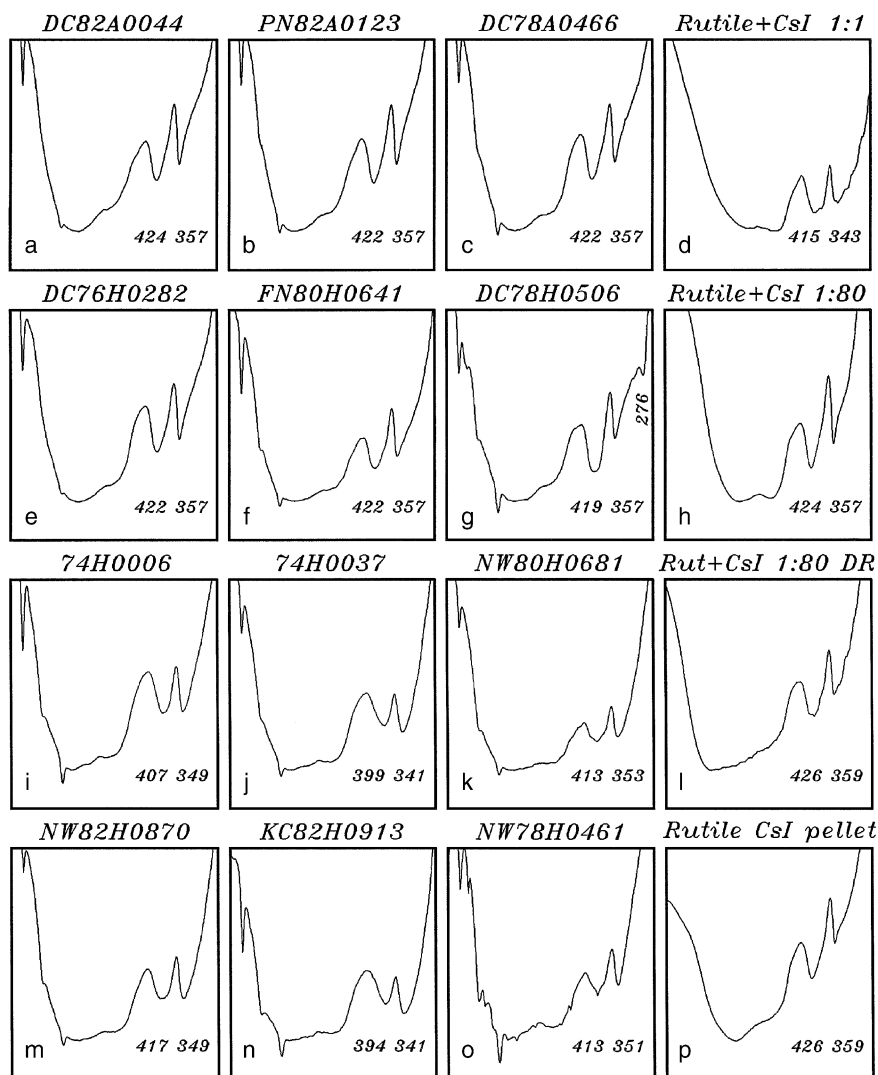 DC82A0044 PN82A0123 DC78A0466 Rutile+CsI 1:1
a 424 357 b 422 357 c 422 357 d 415 343
DC76H0282 FN80H0641 DC78H0506 Rutile+CsI 1:80
276
e 422 357 f 422 357 g 419 357 h 424 357
74H0006 74H0037 NW80H0681 Rut+CsI 1:80 DR
i 407 349 j 399 341 k 413 353 l 426 359
NW82H0870 KC82H0913 NW78H0461 Rutile CsI pellet
m 417 349 n 394 341 o 413 351 p 426 359